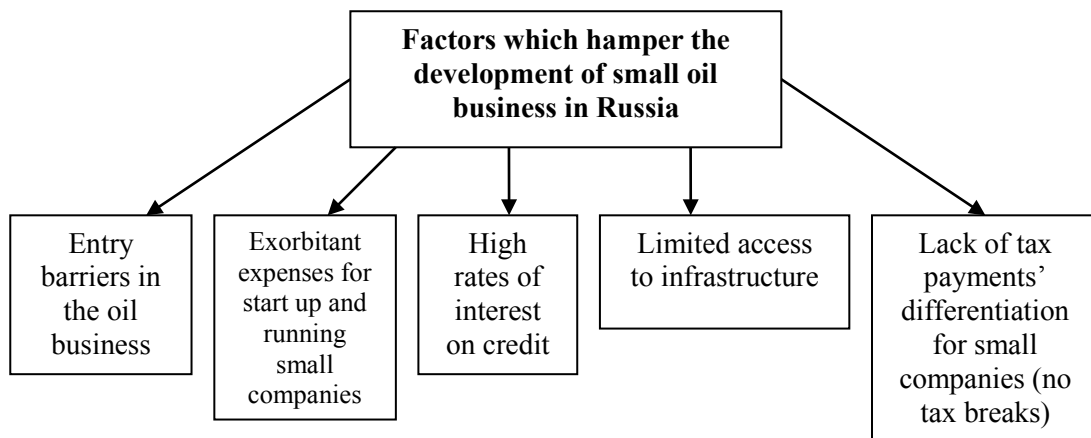 Factors which hamper the
development of small oil
business in Russia
Entry
barriers in
the oil
business
Exorbitant
expenses for
start up and
running
small
companies
High
rates of
interest
on credit
Limited access
to infrastructure
Lack of tax
payments’
differentiation
for small
companies (no
tax breaks)